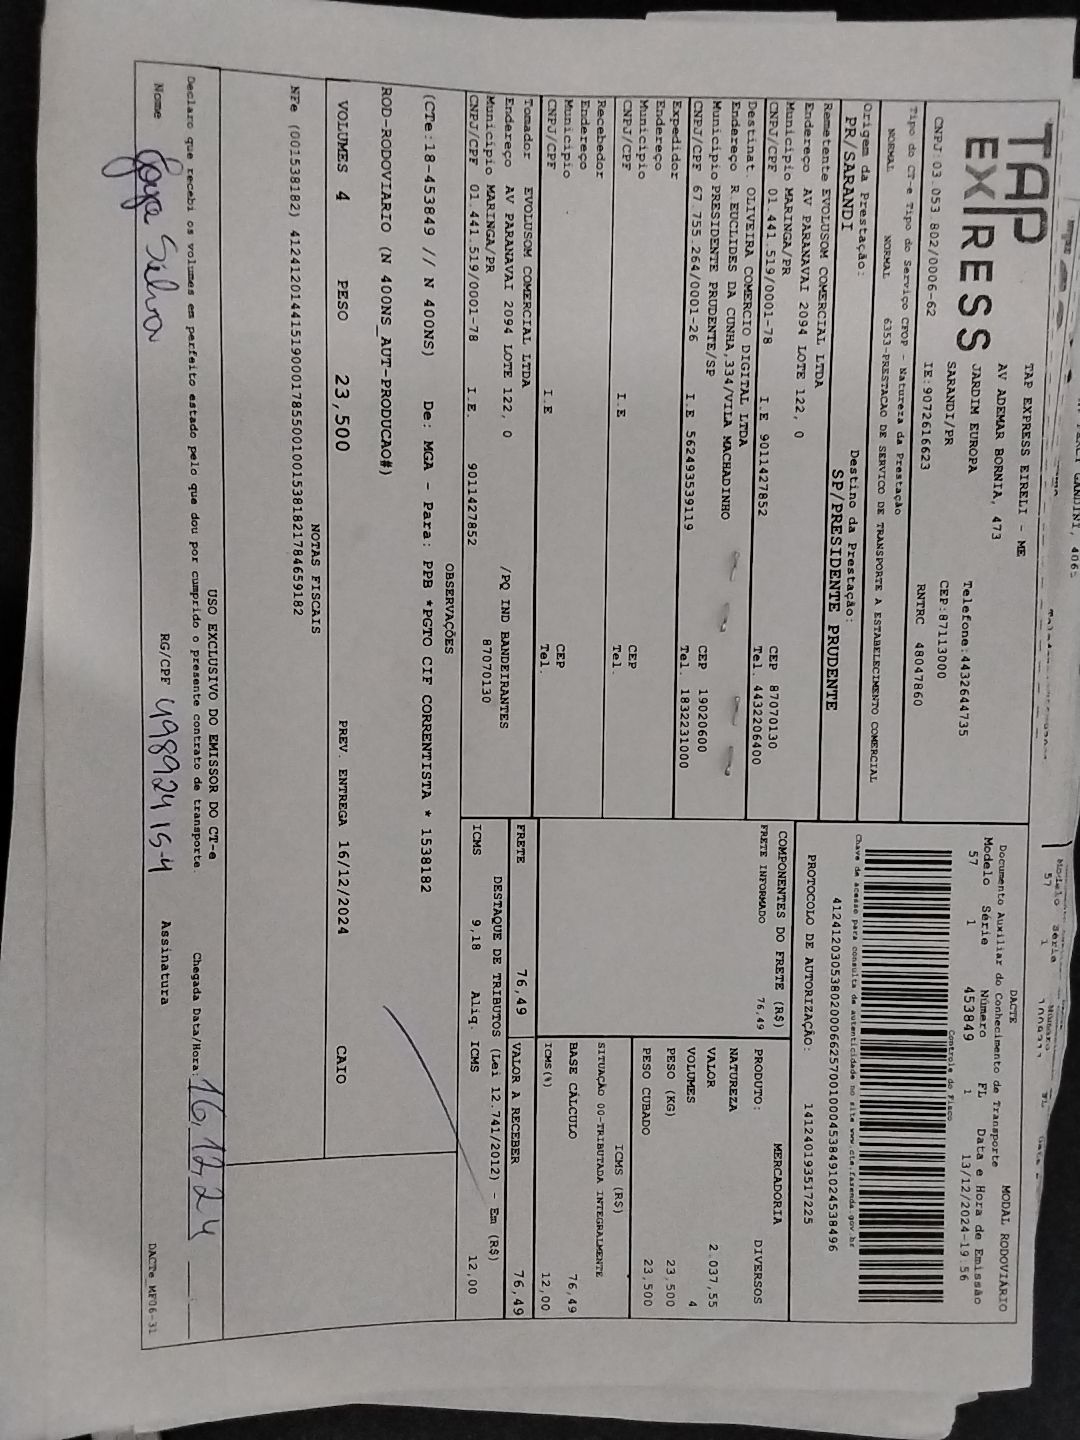 TAP
EXPRESS
TAP EXPRESS EIRELI - ME
AV ADEMAR BORNIA, 473
JARDIM EUROPA
SARANDI/PR
Telefone:4432644735
CEP:87113000
CNPJ:03.053.802/0006-62 IE:9072616623 RNTRC 48047860
DACTE
Documento Auxiliar do Conhecimento de Transporte
MODAL RODOVIÁRIO
Modelo Série Número FL Data e Hora de Emissão
57 1 453849 1 13/12/2024-19:56
Controle do Fisco
Chave de acesso para consulta de autenticidade no site www.cte.fazenda.gov.br
41241203053802000662570010004538491024538496
PROTOCOLO DE AUTORIZAÇÃO: 141240193517225
Tipo do CT-e Tipo do Serviço CFOP - Natureza da Prestação
NORMAL NORMAL 6353-PRESTACAO DE SERVICO DE TRANSPORTE A ESTABELECIMENTO COMERCIAL
Origem da Prestação: Destino da Prestação:
PR/SARANDI SP/PRESIDENTE PRUDENTE
Remetente EVOLUSOM COMERCIAL LTDA
Endereço AV PARANAVAI 2094 LOTE 122, 0
Municipio MARINGA/PR CEP 87070130
CNPJ/CPF 01.441.519/0001-78 I.E 9011427852 Tel. 4432206400
Destinat. OLIVEIRA COMERCIO DIGITAL LTDA
Endereço R.EUCLIDES DA CUNHA,334/VILA MACHADINHO
Municipio PRESIDENTE PRUDENTE/SP CEP 19020600
CNPJ/CPF 67.755.264/0001-26 I.E 562493539119 Tel. 1832231000
Expedidor
Endereço
Municipio CEP
CNPJ/CPF I.E Tel.
Recebedor
Endereço
Municipio CEP
CNPJ/CPF I.E Tel.
Tomador EVOLUSOM COMERCIAL LTDA
Endereço AV PARANAVAI 2094 LOTE 122, 0 /PQ IND BANDEIRANTES
Municipio MARINGA/PR 87070130
CNPJ/CPF 01.441.519/0001-78 I.E. 9011427852
COMPONENTES DO FRETE (R$)
FRETE INFORMADO 76,49
PRODUTO: MERCADORIA
NATUREZA DIVERSOS
VALOR 2.037,55
VOLUMES 4
PESO (KG) 23,500
PESO CUBADO 23,500
ICMS (R$)
SITUAÇÃO 00-TRIBUTADA INTEGRALMENTE
BASE CÁLCULO 76,49
ICMS(%) 12,00
FRETE 76,49 VALOR A RECEBER 76,49
DESTAQUE DE TRIBUTOS (Lei 12.741/2012) - Em (R$)
ICMS 9,18 Aliq. ICMS 12,00
OBSERVAÇÕES
(CTe:18-453849 // N 400NS) De: MGA - Para: PPB *PGTO CIF CORRENTISTA * 1538182
ROD-RODOVIARIO (N 400NS_AUT-PRODUCAO#)
VOLUMES 4 PESO 23,500 PREV. ENTREGA 16/12/2024 CAIO
NOTAS FISCAIS
NFe (001538182) 41241201441519000178550010015381821784659182
USO EXCLUSIVO DO EMISSOR DO CT-e
Declaro que recebi os volumes em perfeito estado pelo que dou por cumprido o presente contrato de transporte. Chegada Data/Hora: 16/12/24
Nome Silva RG/CPF 49892415-4 Assinatura
DACTe_MF06-31